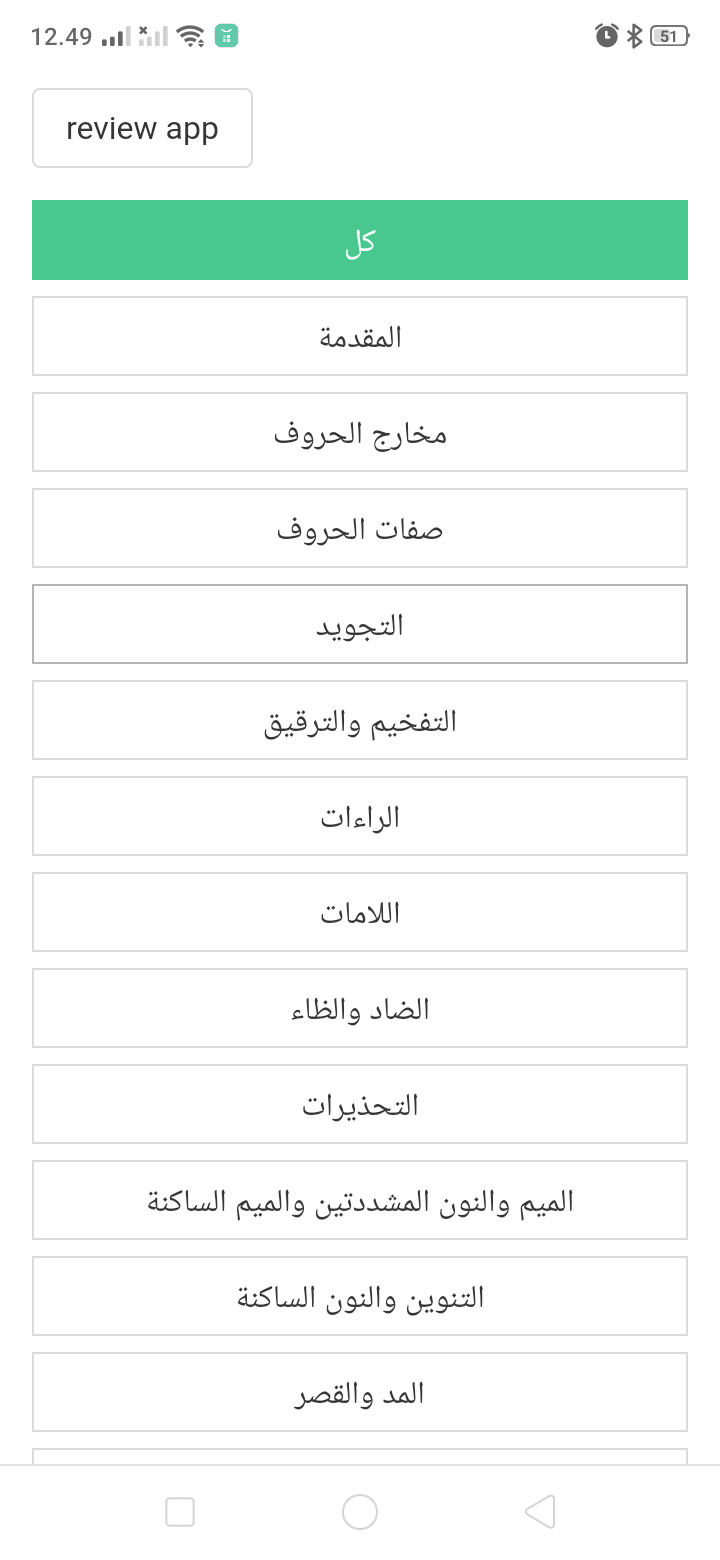 12.49
51
review app
كل
المقدمة
مخارج الحروف
صفات الحروف
التجويد
التفخيم والترقيق
الراءات
اللامات
الضاد والظاء
التحذيرات
الميم والنون المشددتين والميم الساكنة
التنوين والنون الساكنة
المد والقصر